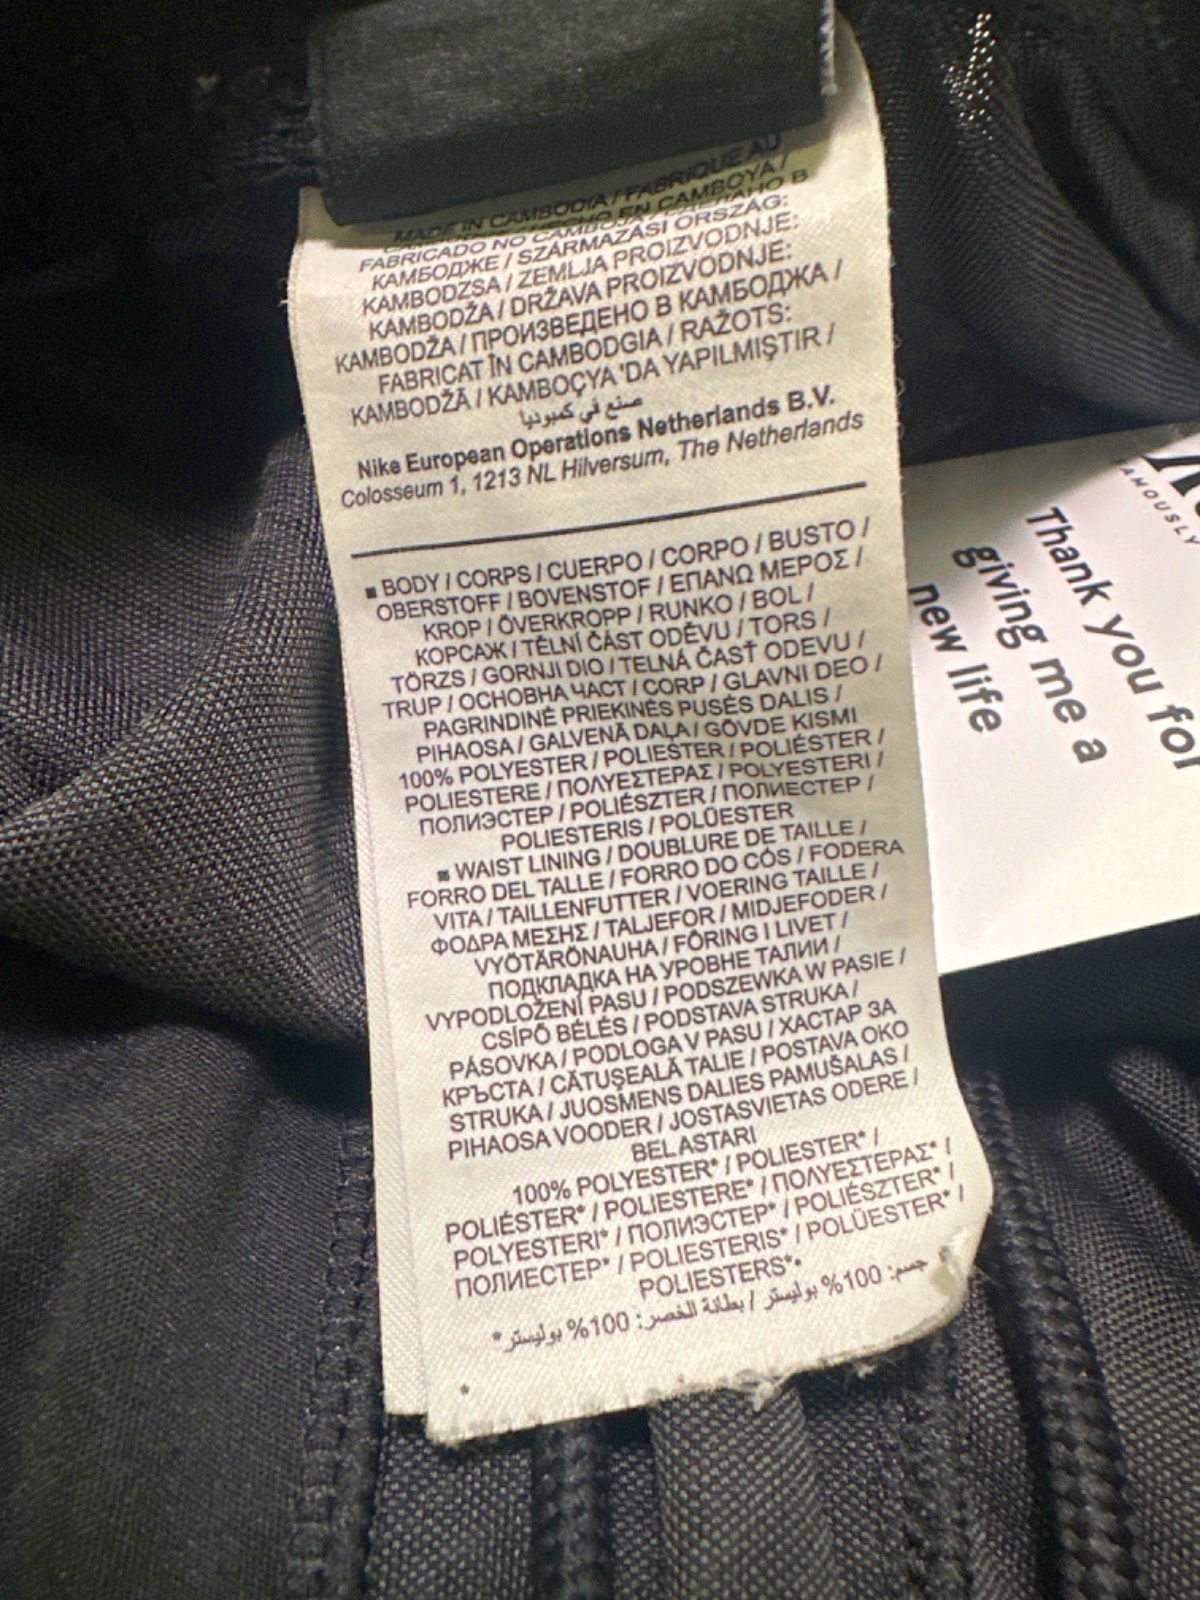 MADE IN CAMBODIA / FABRIQUÉ AU
EN CAMBOYA /
FABRICADO NO CAMBOJA / В
КАМБОДЖЕ / SZÁRMAZÁSI ORSZÁG:
KAMBODZSA / ZEMLJA PROIZVODNJE:
KAMBODŽA / DRŽAVA PROIZVODNJE:
KAMBODŽA / ПРОИЗВЕДЕНО В КАМБОДЖА /
FABRICAT ÎN CAMBODGIA / RAŽOTS:
KAMBODŽĀ / KAMBOÇYA 'DA YAPILMIŞTIR /
صنع في كمبوديا
Nike European Operations Netherlands B.V.
Colosseum 1, 1213 NL Hilversum, The Netherlands
■ BODY / CORPS / CUERPO / CORPO / BUSTO /
OBERSTOFF / BOVENSTOF / ΕΠΑΝΩ ΜΕΡΟΣ /
KROP / ÖVERKROPP / RUNKO / BOL /
КОРСАЖ / TĚLNÍ ČÁST ODĚVU / TORS /
TÖRZS / GORNJI DIO / TELNÁ ČASŤ ODEVU /
TRUP / ОСНОВНА ЧАСТ / CORP / GLAVNI DEO /
PAGRINDINĖ PRIEKINĖS PUSĖS DALIS /
PIHAOSA / GALVENĀ DAĻA / GÖVDE KISMI
100% POLYESTER / POLIESTER / POLIÉSTER /
POLIESTERE / ΠΟΛΥΕΣΤΕΡΑΣ / POLYESTERI /
ПОЛИЭСТЕР / POLIÉSZTER / ПОЛИЕСТЕР /
POLIESTERIS / POLÜESTER
■ WAIST LINING / DOUBLURE DE TAILLE /
FORRO DEL TALLE / FORRO DO CÓS / FODERA
VITA / TAILLENFUTTER / VOERING TAILLE /
ΦΟΔΡΑ ΜΕΣΗΣ / TALJEFOR / MIDJEFODER /
VYÖTÄRÖNAUHA / FÔRING I LIVET /
ПОДКЛАДКА НА УРОВНЕ ТАЛИИ /
VYPODLOŽENÍ PASU / PODSZEWKA W PASIE /
CSÍPŐ BÉLÉS / PODSTAVA STRUKA /
PÁSOVKA / PODLOGA V PASU / ХАСТАР ЗА
КРЪСТА / CĂTUŞEALĂ TALIE / POSTAVA OKO
STRUKA / JUOSMENS DALIES PAMUŠALAS /
PIHAOSA VOODER / JOSTASVIETAS ODERE /
BEL ASTARI
100% POLYESTER* / POLIESTER* /
POLIÉSTER* / POLIESTERE* / ΠΟΛΥΕΣΤΕΡΑΣ* /
POLYESTERI* / ПОЛИЭСТЕР* / POLIÉSZTER* /
ПОЛИЕСТЕР* / POLIESTERIS* / POLÜESTER* /
POLIESTERS*
جسم: 100% بوليستر / بطانة الخصر: 100% بوليستر*
*
Thank you for
giving me a
new life